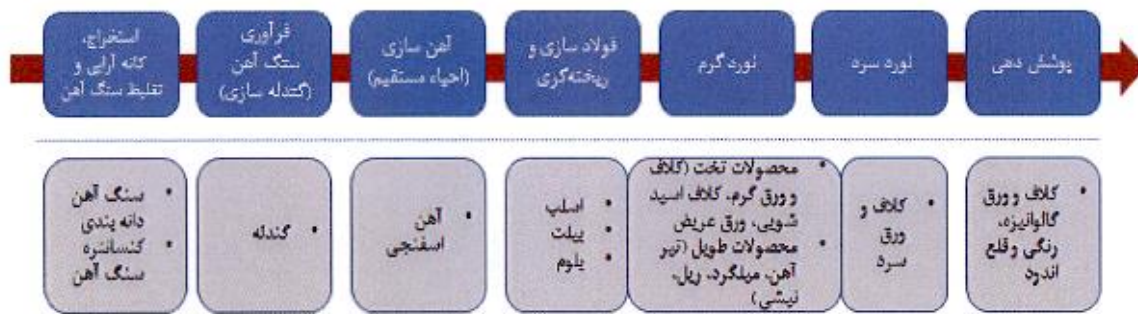 استخراج،
کانه آرایی و
تغلیظ سنگ آهن
فرآوری
سنگ آهن
(گندله سازی)
آهن سازی
(احیاء مستقیم)
فولاد سازی و
ریخته‌گری
نورد گرم
نورد سرد
پوشش دهی
• سنگ آهن
دانه بندی
• کنسانتره
سنگ آهن
• گندله
• آهن
اسفنجی
• اسلب
• بیلت
• بلوم
• محصولات تخت (کلاف
و ورق گرم، کلاف اسید
شویی، ورق عریض
• محصولات طویل (تیر
آهن، میلگرد، ریل،
نبشی)
• کلاف و
ورق
سرد
• کلاف و ورق
گالوانیزه،
رنگی و قلع
اندود